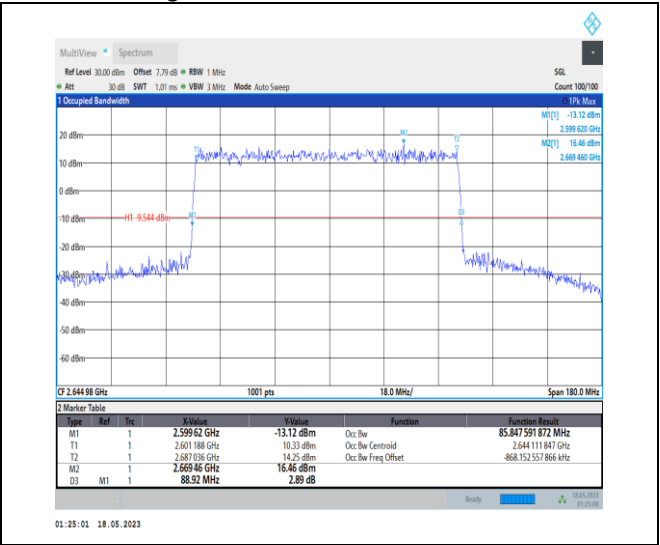 MultiView Spectrum
Ref Level 30.00 dBm Offset 7.79 dB RBW 1 MHz SGL
Att 30 dB SWT 1.01 ms VBW 3 MHz Mode Auto Sweep Count 100/100
1 Occupied Bandwidth 1Pk Max
M1[1] -13.12 dBm
2.599 620 GHz
M2[1] 16.46 dBm
2.669 460 GHz
20 dBm
10 dBm
0 dBm
-10 dBm
-20 dBm
-30 dBm
-40 dBm
-50 dBm
-60 dBm
H1 -9.544 dBm
M1
T1
M2
T2
D3
CF 2.644 98 GHz 1001 pts 18.0 MHz/ Span 180.0 MHz
2 Marker Table
Type Ref Trc X-Value Y-Value Function Function Result
M1 1 2.599 62 GHz -13.12 dBm Occ Bw 85.847 591 872 MHz
T1 1 2.601 188 GHz 10.33 dBm Occ Bw Centroid 2.644 111 847 GHz
T2 1 2.687 036 GHz 14.25 dBm Occ Bw Freq Offset -868.152 557 866 kHz
M2 1 2.669 46 GHz 16.46 dBm
D3 M1 1 88.92 MHz 2.89 dB
Ready 18.05.2023
01:25:00
01:25:01 18.05.2023